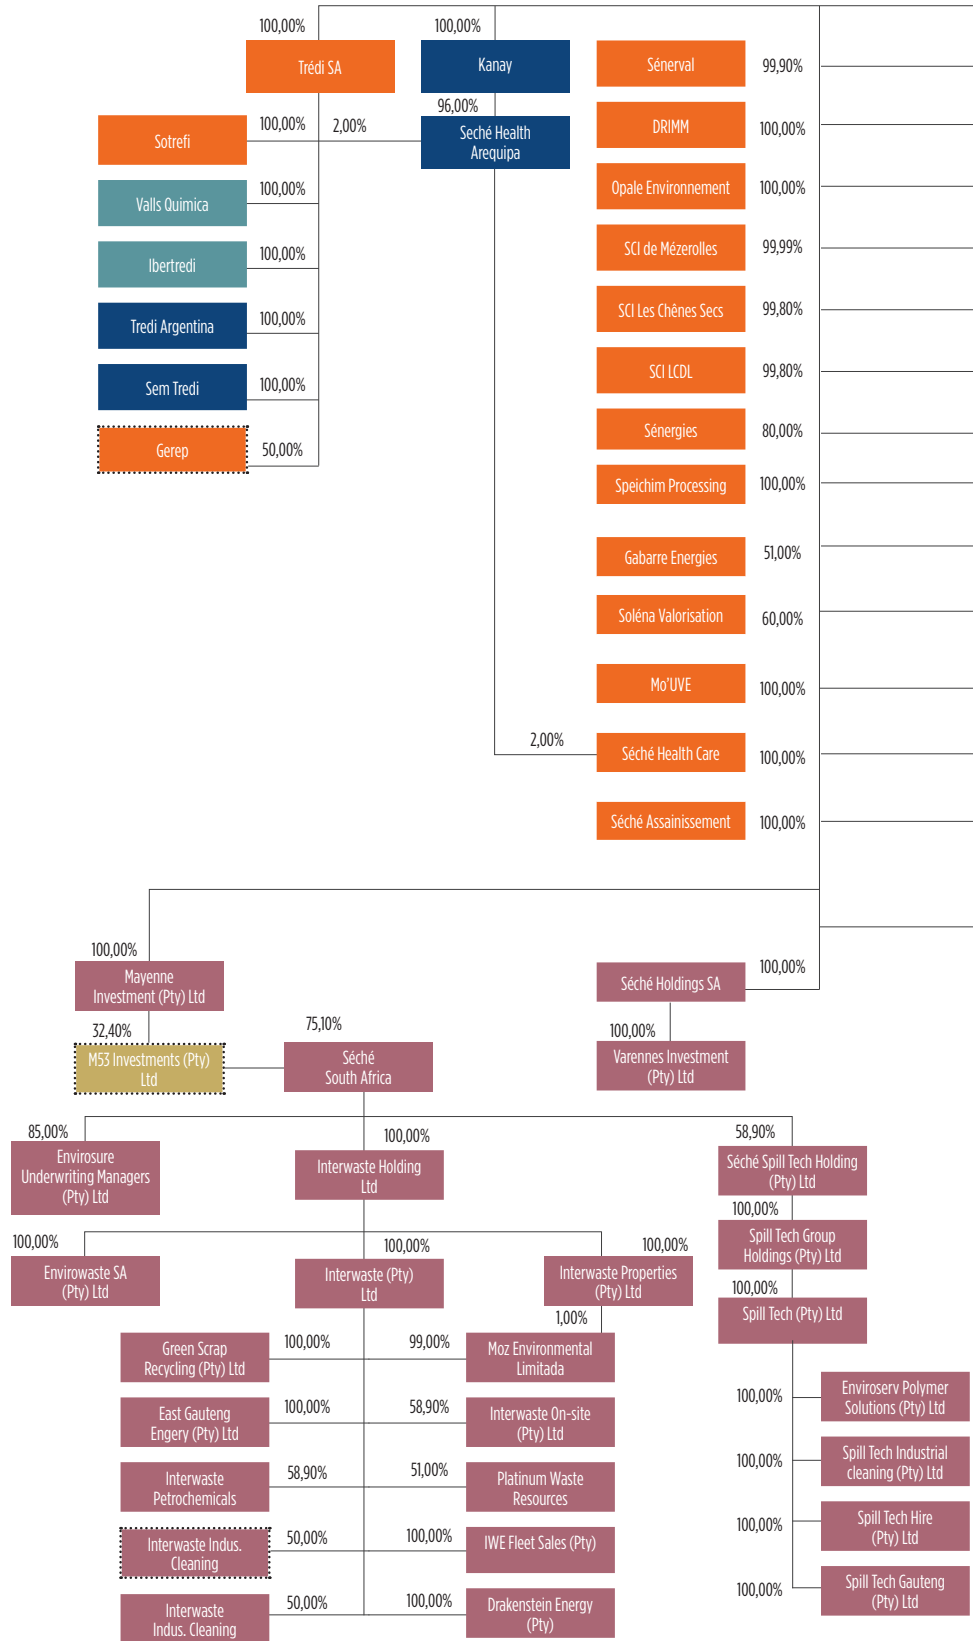 100,00%
100,00%
Trédi SA
Kanay
96,00%
Sotrefi
100,00%
2,00%
Seché Health
Arequipa
Valls Quimica
100,00%
Ibertredi
100,00%
Tredi Argentina
100,00%
Sem Tredi
100,00%
Gerep
50,00%
Sénerval
99,90%
DRIMM
100,00%
Opale Environnement
100,00%
SCI de Mézerolles
99,99%
SCI Les Chênes Secs
99,80%
SCI LCDL
99,80%
Sénergies
80,00%
Speichim Processing
100,00%
Gabarre Energies
51,00%
Soléna Valorisation
60,00%
Mo'UVE
100,00%
2,00%
Séché Health Care
100,00%
Séché Assainissement
100,00%
100,00%
Mayenne
Investment (Pty) Ltd
32,40%
M53 Investments (Pty)
Ltd
75,10%
Séché
South Africa
Séché Holdings SA
100,00%
100,00%
Varennes Investment
(Pty) Ltd
85,00%
Envirosure
Underwriting Managers
(Pty) Ltd
100,00%
Interwaste Holding
Ltd
58,90%
Séché Spill Tech Holding
(Pty) Ltd
100,00%
Spill Tech Group
Holdings (Pty) Ltd
100,00%
Spill Tech (Pty) Ltd
100,00%
Envirowaste SA
(Pty) Ltd
100,00%
Interwaste (Pty)
Ltd
100,00%
Interwaste Properties
(Pty) Ltd
1,00%
Green Scrap
Recycling (Pty) Ltd
100,00%
99,00%
Moz Environmental
Limitada
East Gauteng
Engery (Pty) Ltd
100,00%
58,90%
Interwaste On-site
(Pty) Ltd
Interwaste
Petrochemicals
58,90%
51,00%
Platinum Waste
Resources
Interwaste Indus.
Cleaning
50,00%
100,00%
IWE Fleet Sales (Pty)
Interwaste
Indus. Cleaning
50,00%
100,00%
Drakenstein Energy
(Pty)
100,00%
Enviroserv Polymer
Solutions (Pty) Ltd
100,00%
Spill Tech Industrial
cleaning (Pty) Ltd
100,00%
Spill Tech Hire
(Pty) Ltd
100,00%
Spill Tech Gauteng
(Pty) Ltd